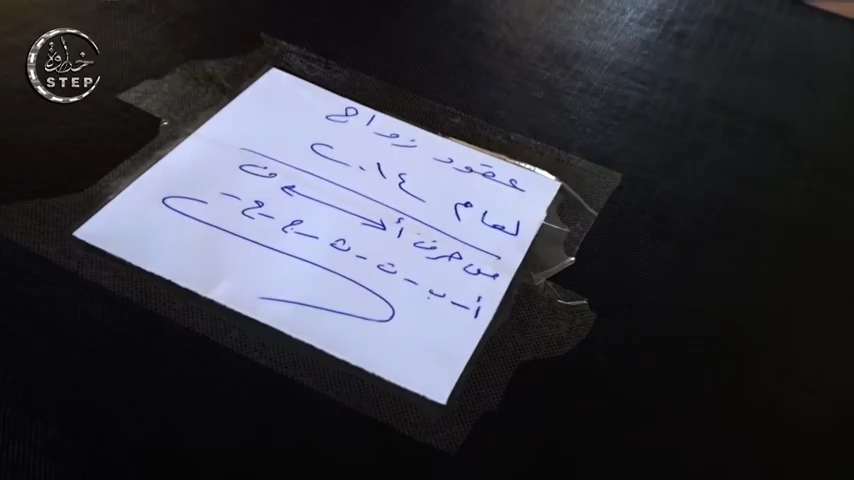 خطوة
STEP
عقود زواج
لعام ٢٠١٤
من حرف أ ⟷ ف
أ - ب - ت - ث - ج - ح -